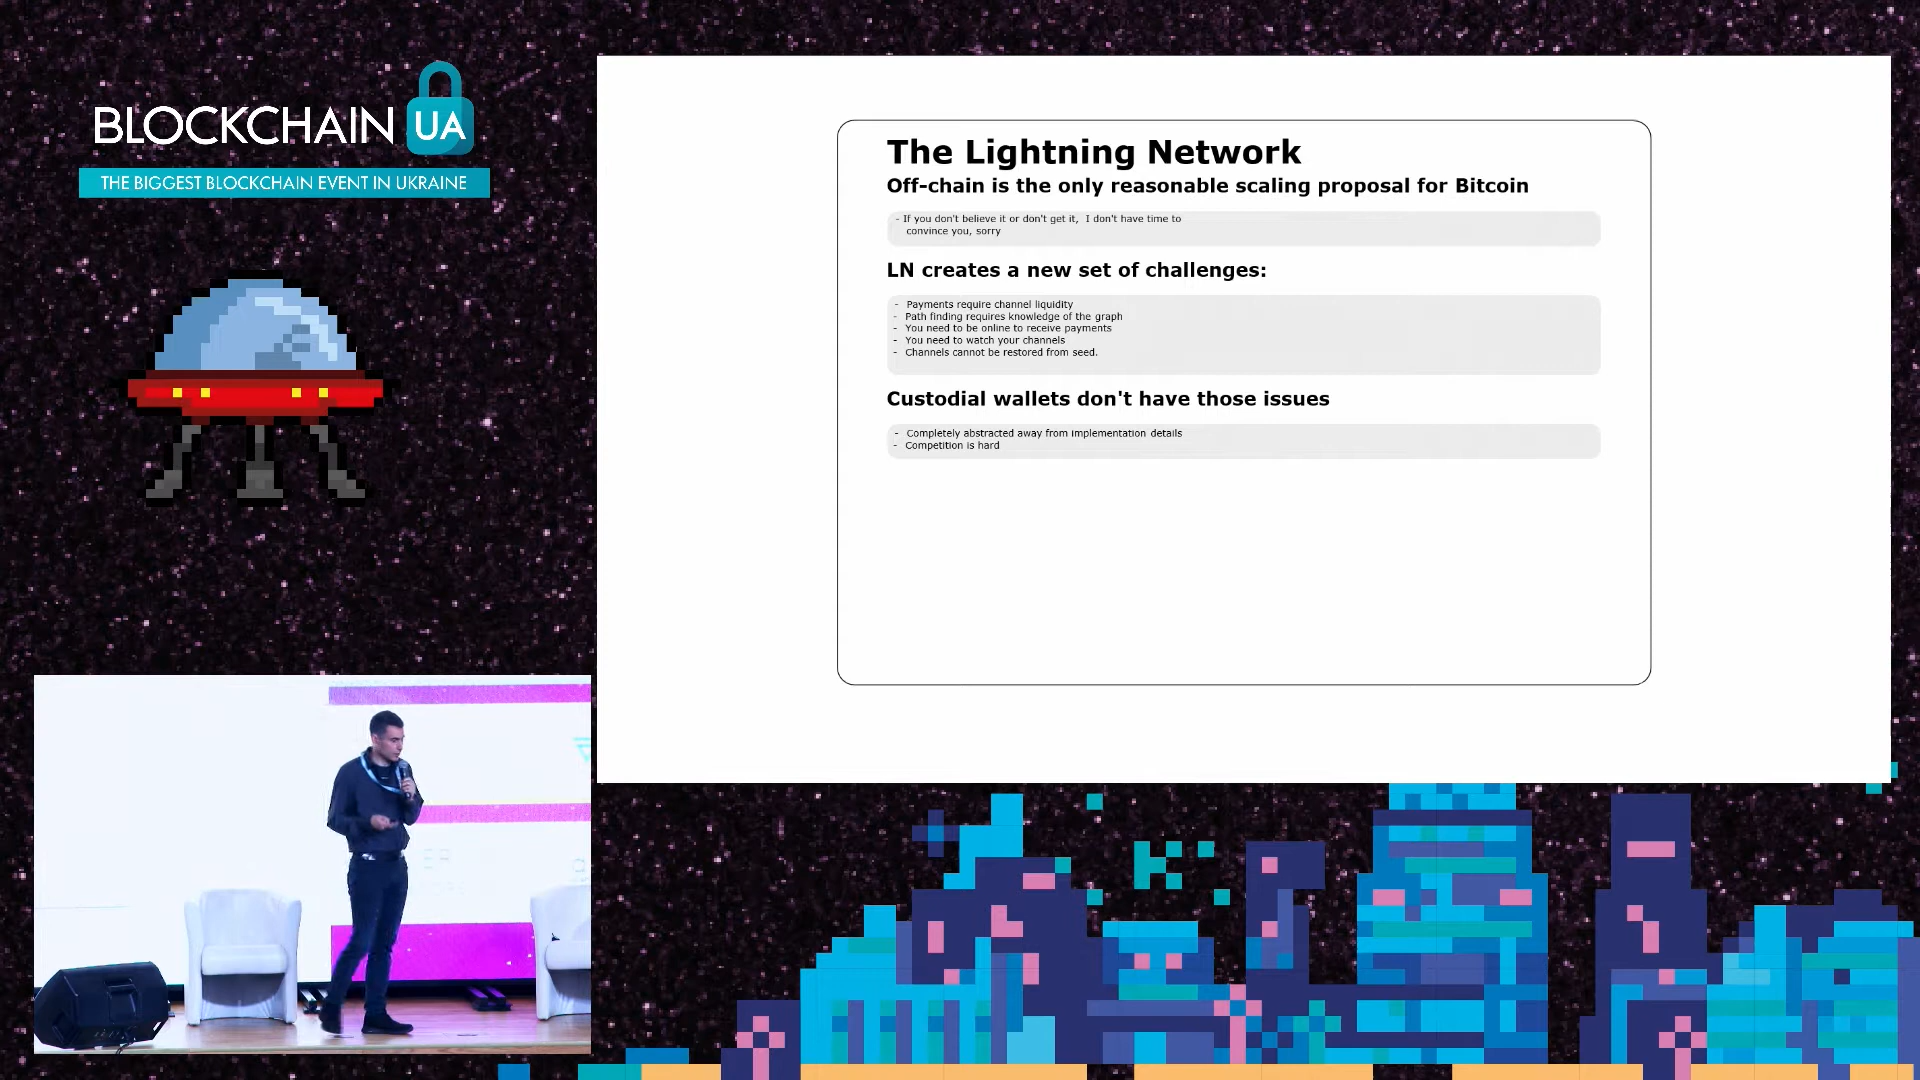 BLOCKCHAIN UA
THE BIGGEST BLOCKCHAIN EVENT IN UKRAINE
The Lightning Network
Off-chain is the only reasonable scaling proposal for Bitcoin
- If you don't believe it or don't get it, I don't have time to
convince you, sorry
LN creates a new set of challenges:
- Payments require channel liquidity
- Path finding requires knowledge of the graph
- You need to be online to receive payments
- You need to watch your channels
- Channels cannot be restored from seed.
Custodial wallets don't have those issues
- Completely abstracted away from implementation details
- Competition is hard